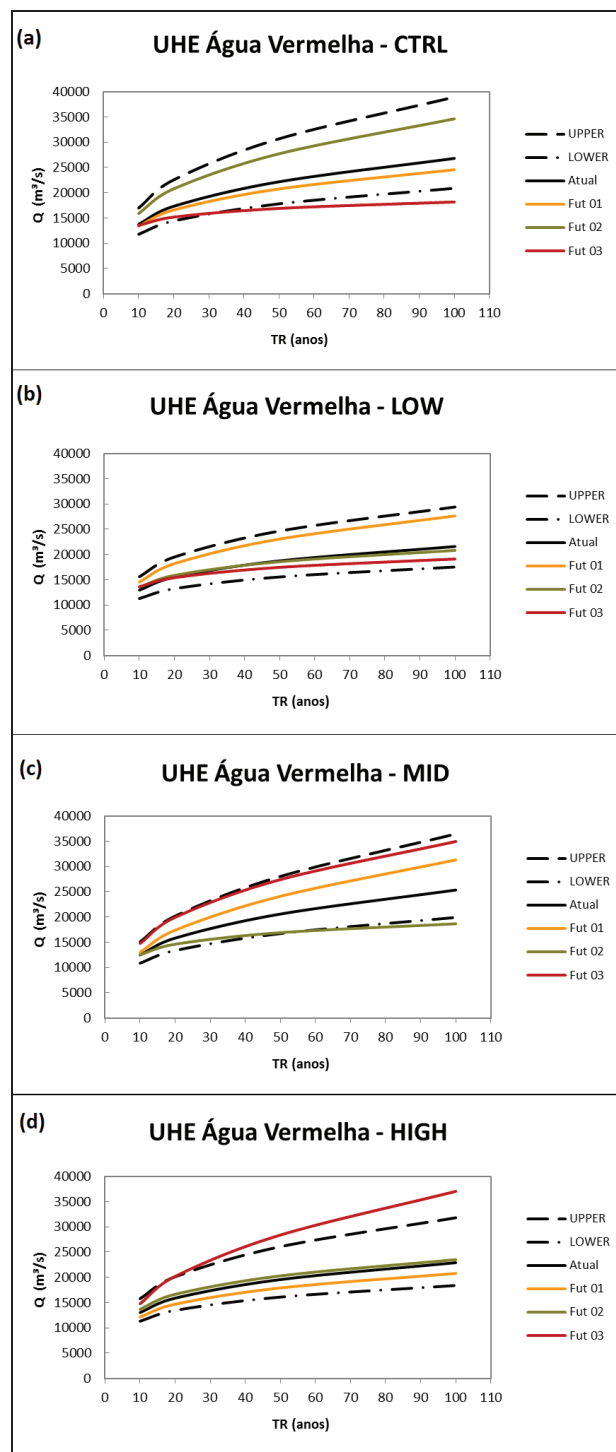 (a)
UHE Água Vermelha - CTRL
40000
35000
30000
25000
20000
15000
10000
5000
0
Q (m³/s)
0 10 20 30 40 50 60 70 80 90 100 110
TR (anos)
UPPER
LOWER
Atual
Fut 01
Fut 02
Fut 03
(b)
UHE Água Vermelha - LOW
40000
35000
30000
25000
20000
15000
10000
5000
0
Q (m³/s)
0 10 20 30 40 50 60 70 80 90 100 110
TR (anos)
UPPER
LOWER
Atual
Fut 01
Fut 02
Fut 03
(c)
UHE Água Vermelha - MID
40000
35000
30000
25000
20000
15000
10000
5000
0
Q (m³/s)
0 10 20 30 40 50 60 70 80 90 100 110
TR (anos)
UPPER
LOWER
Atual
Fut 01
Fut 02
Fut 03
(d)
UHE Água Vermelha - HIGH
40000
35000
30000
25000
20000
15000
10000
5000
0
Q (m³/s)
0 10 20 30 40 50 60 70 80 90 100 110
TR (anos)
UPPER
LOWER
Atual
Fut 01
Fut 02
Fut 03